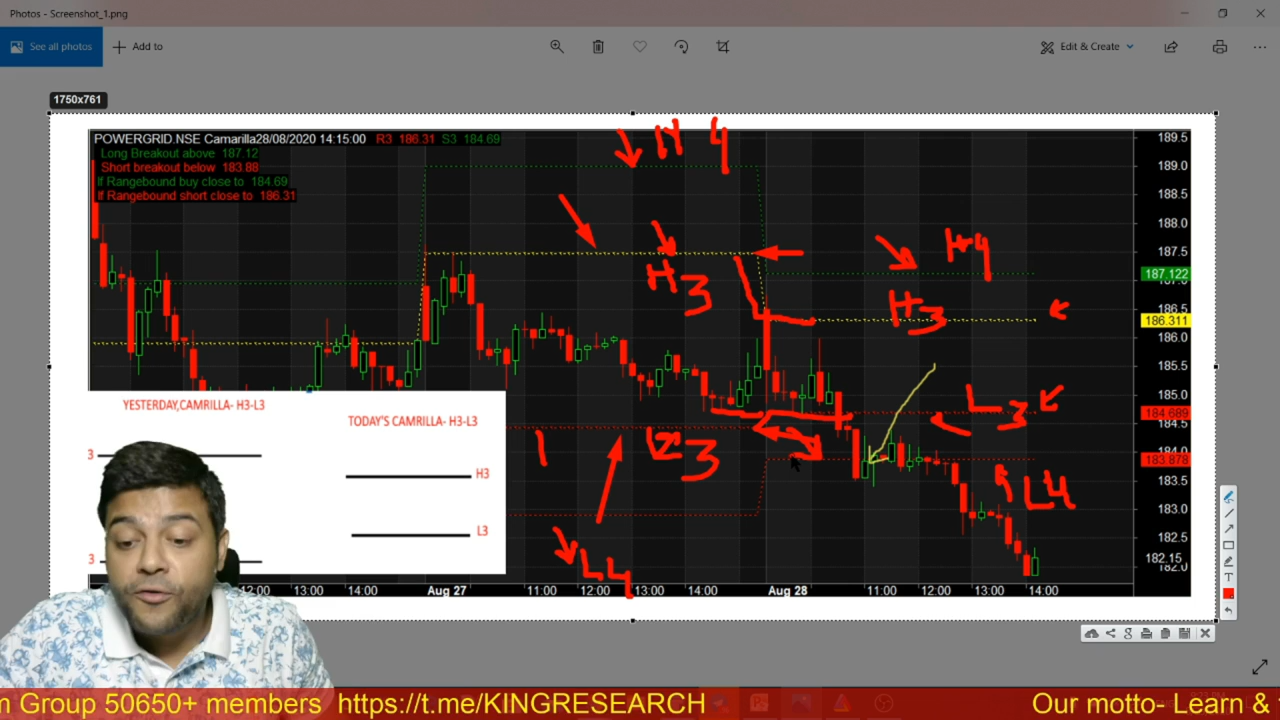 Photos - Screenshot_1.png
See all photos
Add to
Edit & Create
1750x761
POWERGRID.NSE Camarilla28/08/2020 14:15:00 R3 186.31 S3 184.69
Long Breakout above 187.12
Short breakout below 183.88
If Rangebound buy close to 184.69
If Rangebound short close to 186.31
H4
H3
L3
L4
H4
H3
L3
L4
189.5
189.0
188.5
188.0
187.5
187.122
186.5
186.311
186.0
185.5
185.0
184.689
184.5
184.0
183.878
183.5
183.0
182.5
182.15
182.0
YESTERDAY,CAMRILLA- H3-L3
TODAY'S CAMRILLA- H3-L3
3
H3
L3
3
12:00 13:00 14:00 Aug 27 11:00 12:00 13:00 14:00 Aug 28 11:00 12:00 13:00 14:00
m Group 50650+ members https://t.me/KINGRESEARCH Our motto- Learn &